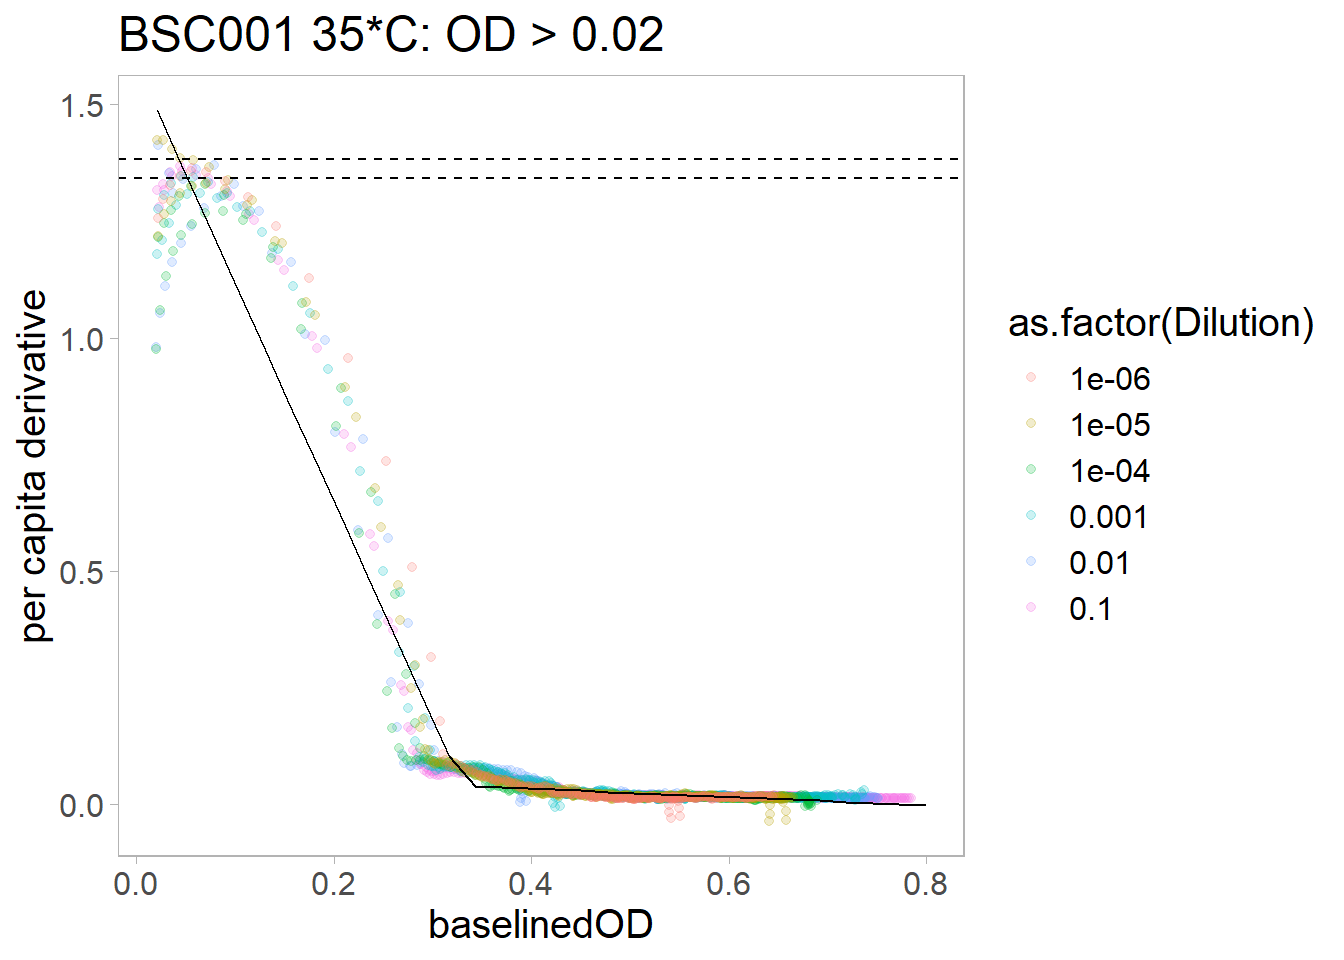 BSC001 35*C: OD > 0.02
per capita derivative
1.5
1.0
0.5
0.0
0.0 0.2 0.4 0.6 0.8
baselinedOD
as.factor(Dilution)
1e-06
1e-05
1e-04
0.001
0.01
0.1